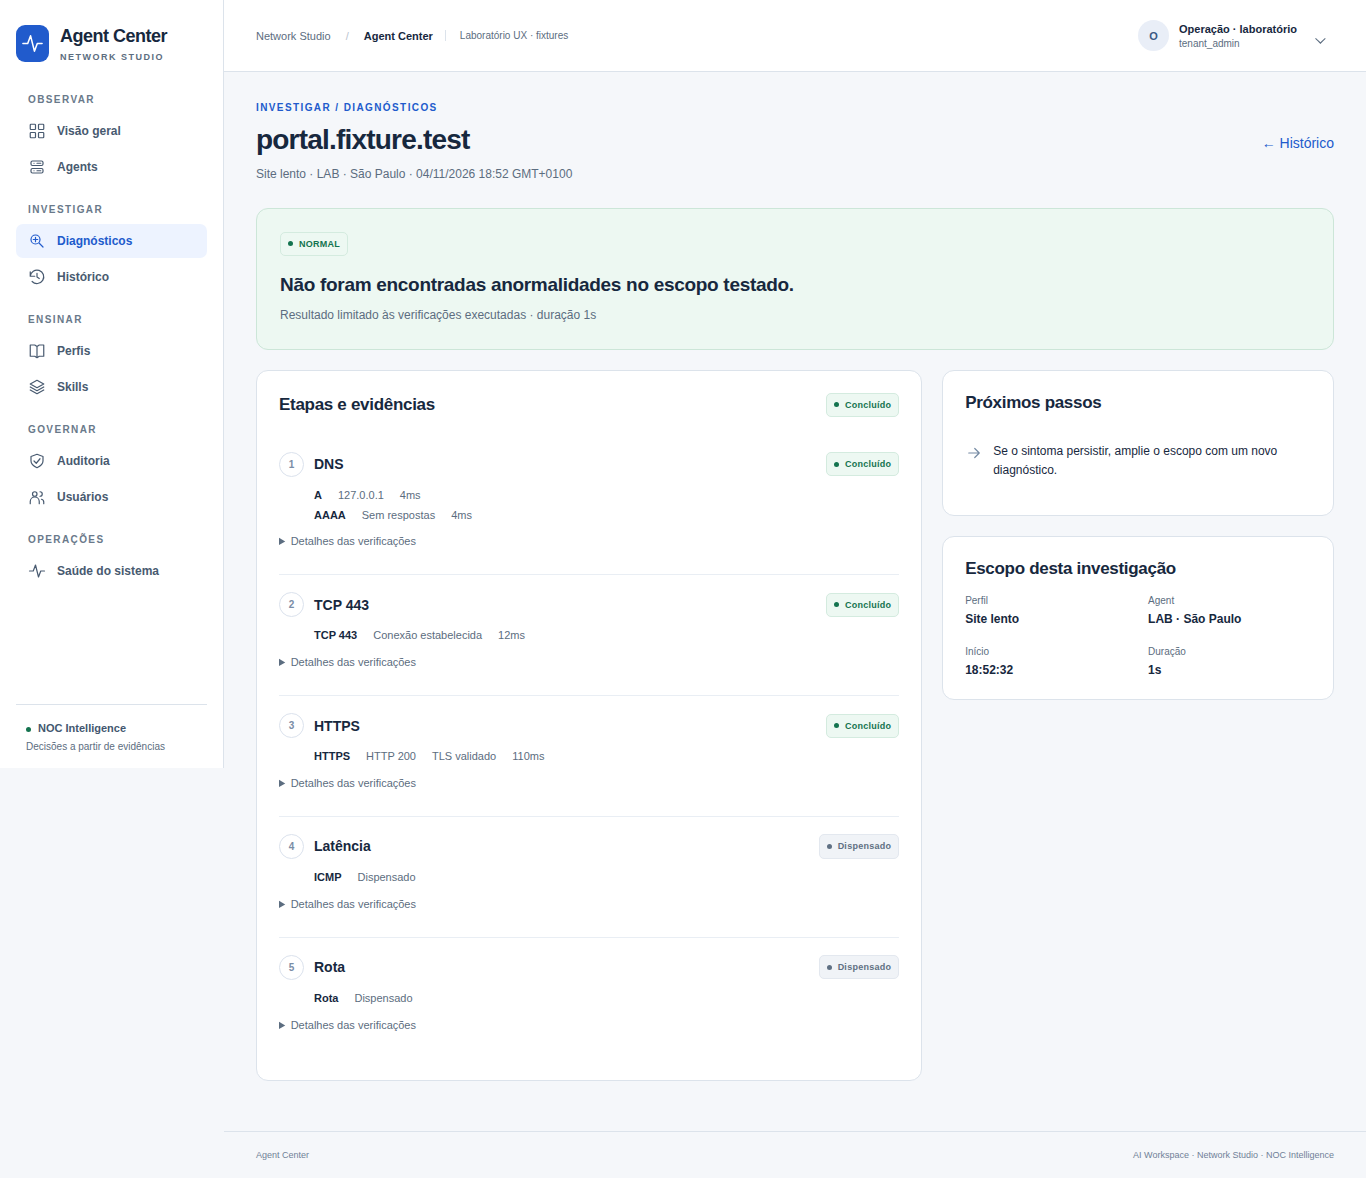 Agent Center
NETWORK STUDIO
OBSERVAR
Visão geral
Agents
INVESTIGAR
Diagnósticos
Histórico
ENSINAR
Perfis
Skills
GOVERNAR
Auditoria
Usuários
OPERAÇÕES
Saúde do sistema
NOC Intelligence
Decisões a partir de evidências
Network Studio / Agent Center Laboratório UX · fixtures
O
Operação · laboratório
tenant_admin
INVESTIGAR / DIAGNÓSTICOS
portal.fixture.test
← Histórico
Site lento · LAB · São Paulo · 04/11/2026 18:52 GMT+0100
NORMAL
Não foram encontradas anormalidades no escopo testado.
Resultado limitado às verificações executadas · duração 1s
Etapas e evidências Concluído
1 DNS Concluído
A 127.0.0.1 4ms
AAAA Sem respostas 4ms
Detalhes das verificações
2 TCP 443 Concluído
TCP 443 Conexão estabelecida 12ms
Detalhes das verificações
3 HTTPS Concluído
HTTPS HTTP 200 TLS validado 110ms
Detalhes das verificações
4 Latência Dispensado
ICMP Dispensado
Detalhes das verificações
5 Rota Dispensado
Rota Dispensado
Detalhes das verificações
Próximos passos
Se o sintoma persistir, amplie o escopo com um novo
diagnóstico.
Escopo desta investigação
Perfil Agent
Site lento LAB · São Paulo
Início Duração
18:52:32 1s
Agent Center AI Workspace · Network Studio · NOC Intelligence